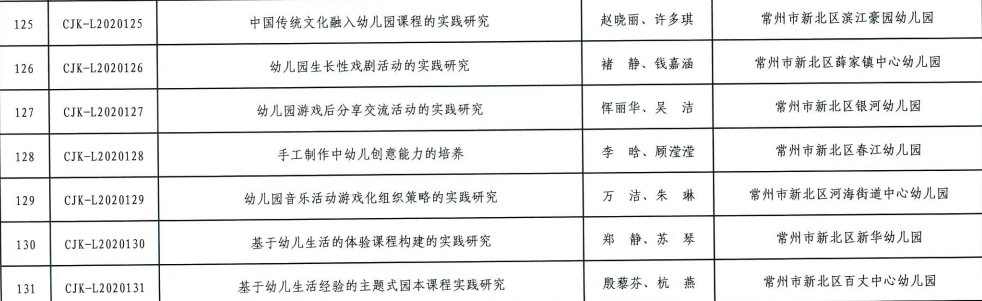 125 CJK-L2020125 中国传统文化融入幼儿园课程的实践研究 赵晓丽、许多琪 常州市新北区滨江豪园幼儿园
126 CJK-L2020126 幼儿园生长性戏剧活动的实践研究 褚 静、钱嘉涵 常州市新北区薛家镇中心幼儿园
127 CJK-L2020127 幼儿园游戏后分享交流活动的实践研究 恽丽华、吴 洁 常州市新北区银河幼儿园
128 CJK-L2020128 手工制作中幼儿创意能力的培养 李 晗、顾滢滢 常州市新北区春江幼儿园
129 CJK-L2020129 幼儿园音乐活动游戏化组织策略的实践研究 万 洁、朱 琳 常州市新北区河海街道中心幼儿园
130 CJK-L2020130 基于幼儿生活的体验课程构建的实践研究 郑 静、苏 琴 常州市新北区新华幼儿园
131 CJK-L2020131 基于幼儿生活经验的主题式园本课程实践研究 殷藜芬、杭 燕 常州市新北区百丈中心幼儿园